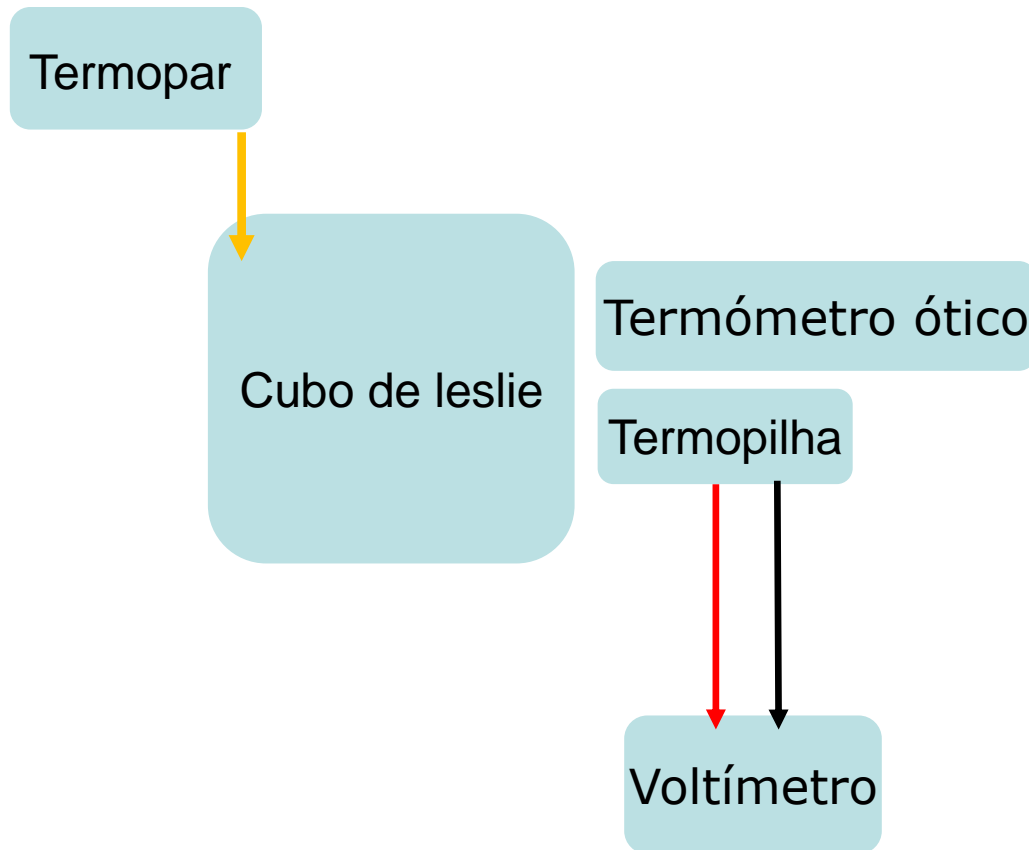 Termopar
Termómetro ótico
Cubo de leslie
Termopilha
Voltímetro